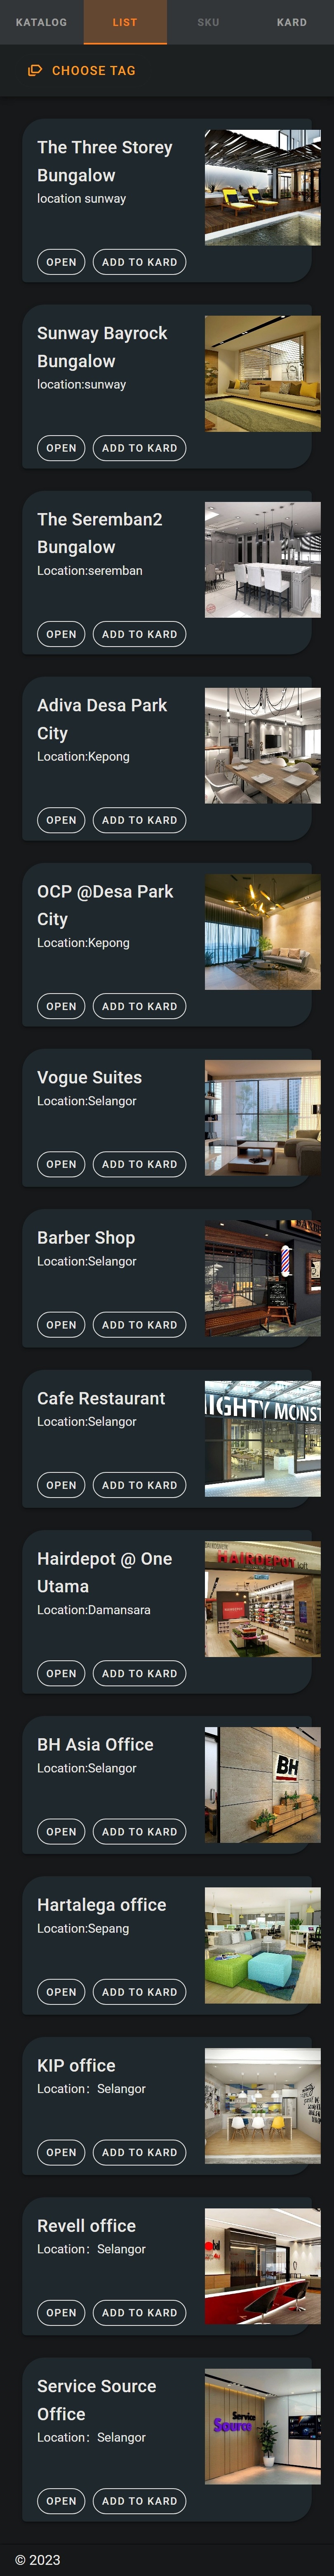 KATALOG LIST SKU KARD
CHOOSE TAG
The Three Storey
Bungalow
location sunway
OPEN ADD TO KARD
Sunway Bayrock
Bungalow
location:sunway
OPEN ADD TO KARD
The Seremban2
Bungalow
Location:seremban
OPEN ADD TO KARD
Adiva Desa Park
City
Location:Kepong
OPEN ADD TO KARD
OCP @Desa Park
City
Location:Kepong
OPEN ADD TO KARD
Vogue Suites
Location:Selangor
OPEN ADD TO KARD
Barber Shop
Location:Selangor
OPEN ADD TO KARD
Cafe Restaurant
Location:Selangor
IGHTY MONST
OPEN ADD TO KARD
Hairdepot @ One
Utama
Location:Damansara
HAIRDEPOT loft
OPEN ADD TO KARD
BH Asia Office
Location:Selangor
BH
OPEN ADD TO KARD
Hartalega office
Location:Sepang
OPEN ADD TO KARD
KIP office
Location：Selangor
OPEN ADD TO KARD
Revell office
Location：Selangor
OPEN ADD TO KARD
Service Source
Office
Location：Selangor
Service
Source
OPEN ADD TO KARD
© 2023